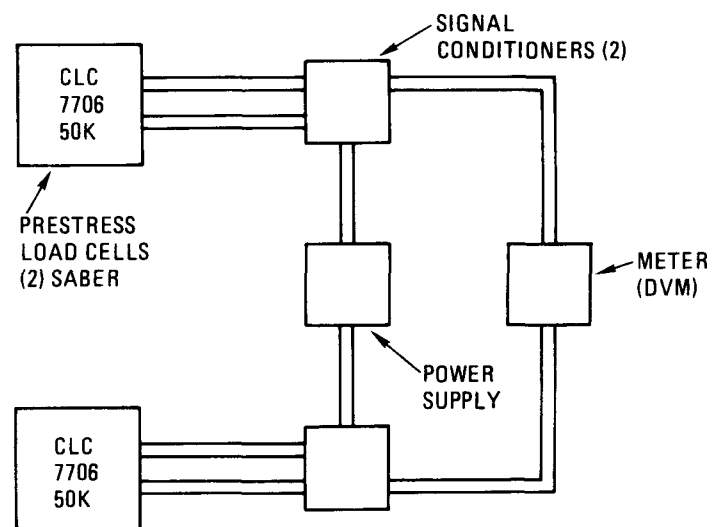 SIGNAL
CONDITIONERS (2)
CLC
7706
50K
PRESTRESS
LOAD CELLS
(2) SABER
METER
(DVM)
POWER
SUPPLY
CLC
7706
50K